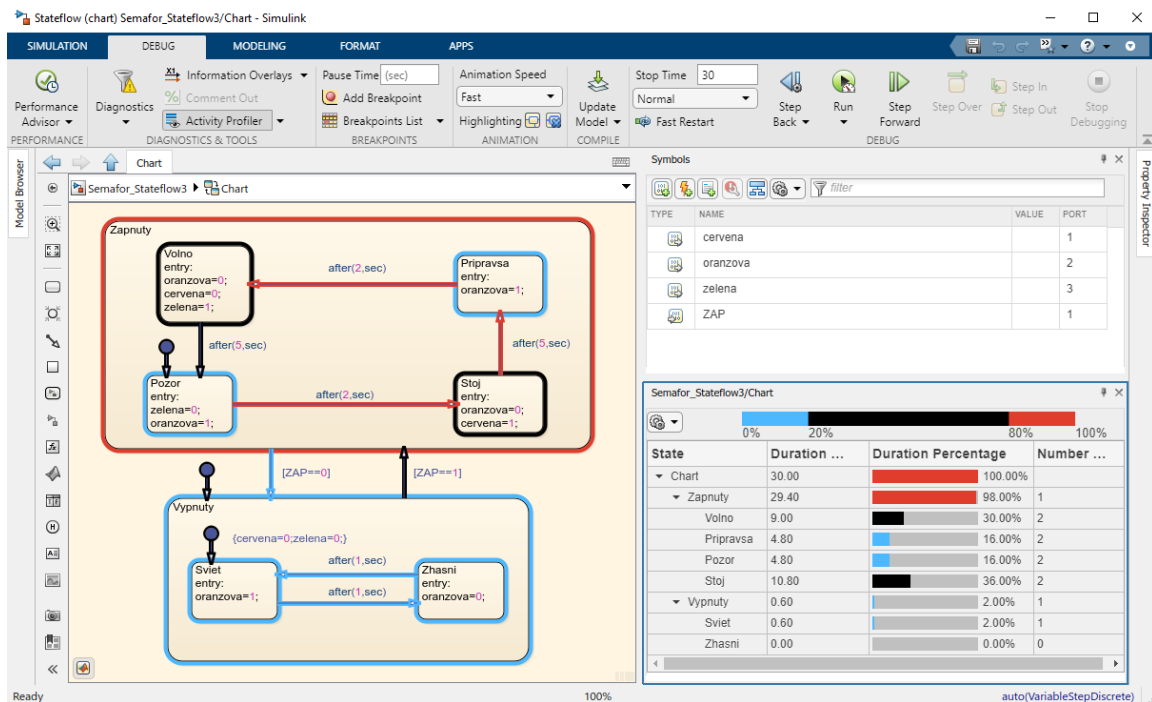 Stateflow (chart) Semafor_Stateflow3/Chart - Simulink
SIMULATION DEBUG MODELING FORMAT APPS
Performance Advisor
PERFORMANCE
Diagnostics
Information Overlays
Comment Out
Activity Profiler
DIAGNOSTICS & TOOLS
Pause Time (sec)
Add Breakpoint
Breakpoints List
BREAKPOINTS
Animation Speed
Fast
Highlighting
ANIMATION
Update Model
COMPILE
Stop Time 30
Normal
Fast Restart
Step Back
Run
Step Forward
Step Over
Step In
Step Out
Stop Debugging
DEBUG
Model Browser
Chart
Semafor_Stateflow3 Chart
Zapnuty
Volno
entry:
oranzova=0;
cervena=0;
zelena=1;
after(2,sec)
Pripravsa
entry:
oranzova=1;
after(5,sec)
after(5,sec)
Pozor
entry:
zelena=0;
oranzova=1;
after(2,sec)
Stoj
entry:
oranzova=0;
cervena=1;
[ZAP==0]
[ZAP==1]
Vypnuty
{cervena=0;zelena=0;}
Sviet
entry:
oranzova=1;
after(1,sec)
after(1,sec)
Zhasni
entry:
oranzova=0;
Symbols
filter
TYPE NAME VALUE PORT
cervena 1
oranzova 2
zelena 3
ZAP 1
Property Inspector
Semafor_Stateflow3/Chart
0% 20% 80% 100%
State Duration ... Duration Percentage Number ...
Chart 30.00 100.00%
Zapnuty 29.40 98.00% 1
Volno 9.00 30.00% 2
Pripravsa 4.80 16.00% 2
Pozor 4.80 16.00% 2
Stoj 10.80 36.00% 2
Vypnuty 0.60 2.00% 1
Sviet 0.60 2.00% 1
Zhasni 0.00 0.00% 0
Ready 100% auto(VariableStepDiscrete)